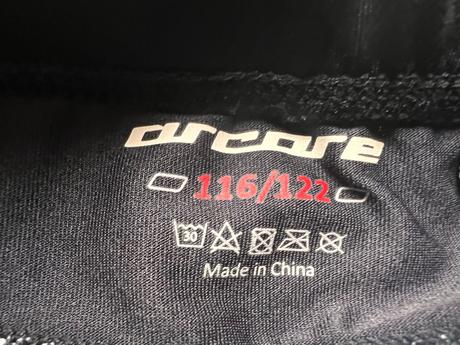 arcore
116/122
30
Made in China